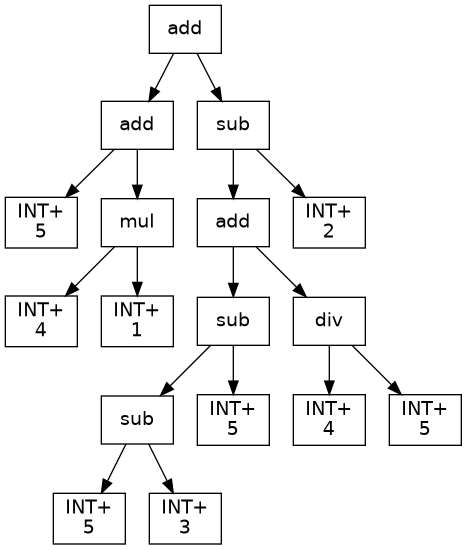 add
add
sub
INT+
5
mul
add
INT+
2
INT+
4
INT+
1
sub
div
sub
INT+
5
INT+
4
INT+
5
INT+
5
INT+
3